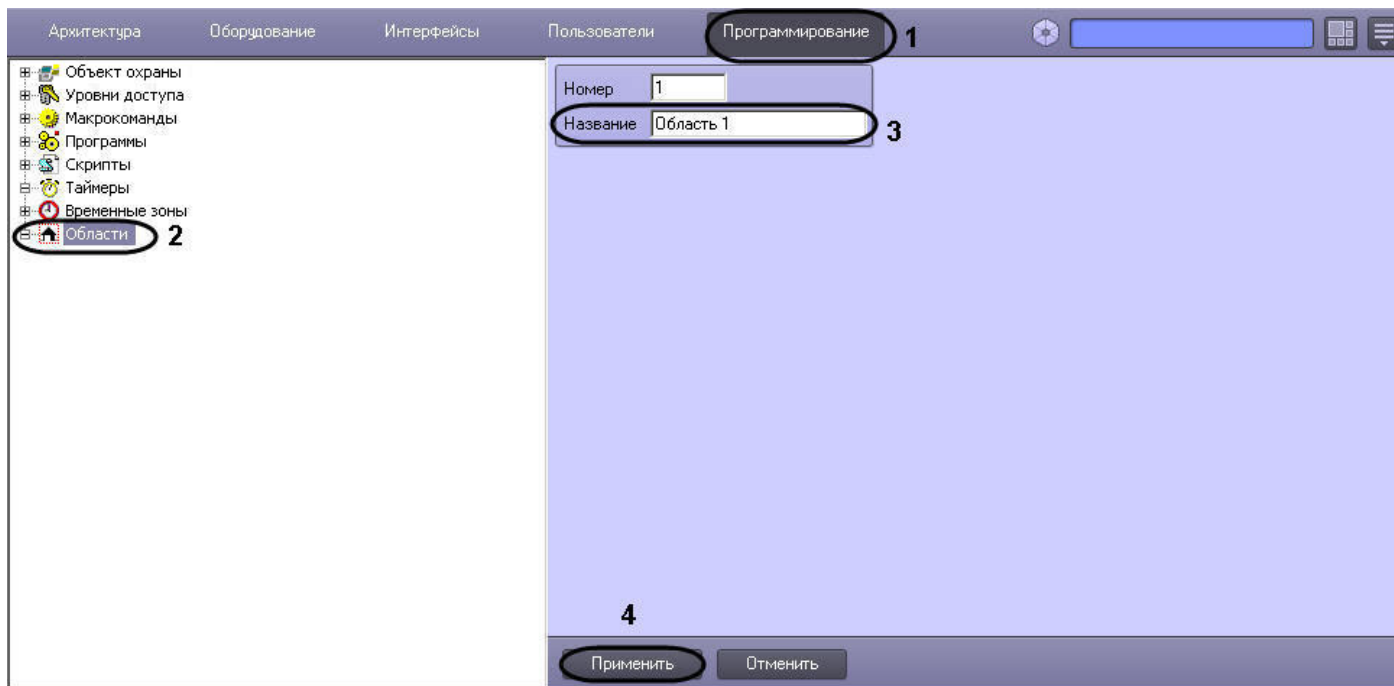 Архитектура Оборудование Интерфейсы Пользователи Программирование 1
Объект охраны
Уровни доступа
Макрокоманды
Программы
Скрипты
Таймеры
Временные зоны
Области 2
Номер 1
Название Область 1 3
4
Применить Отменить